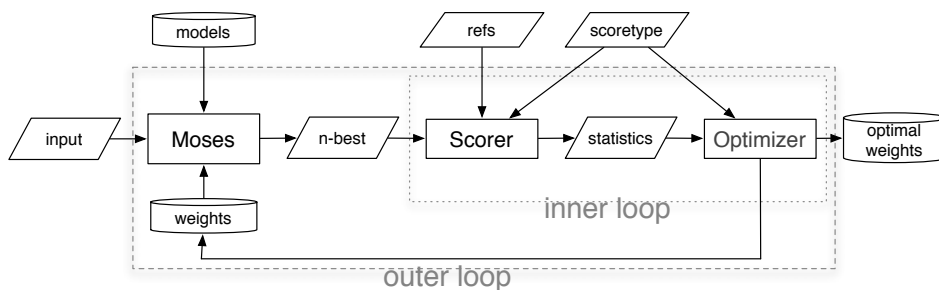 models
refs
scoretype
input
Moses
n-best
Scorer
statistics
Optimizer
optimal
weights
weights
inner loop
outer loop